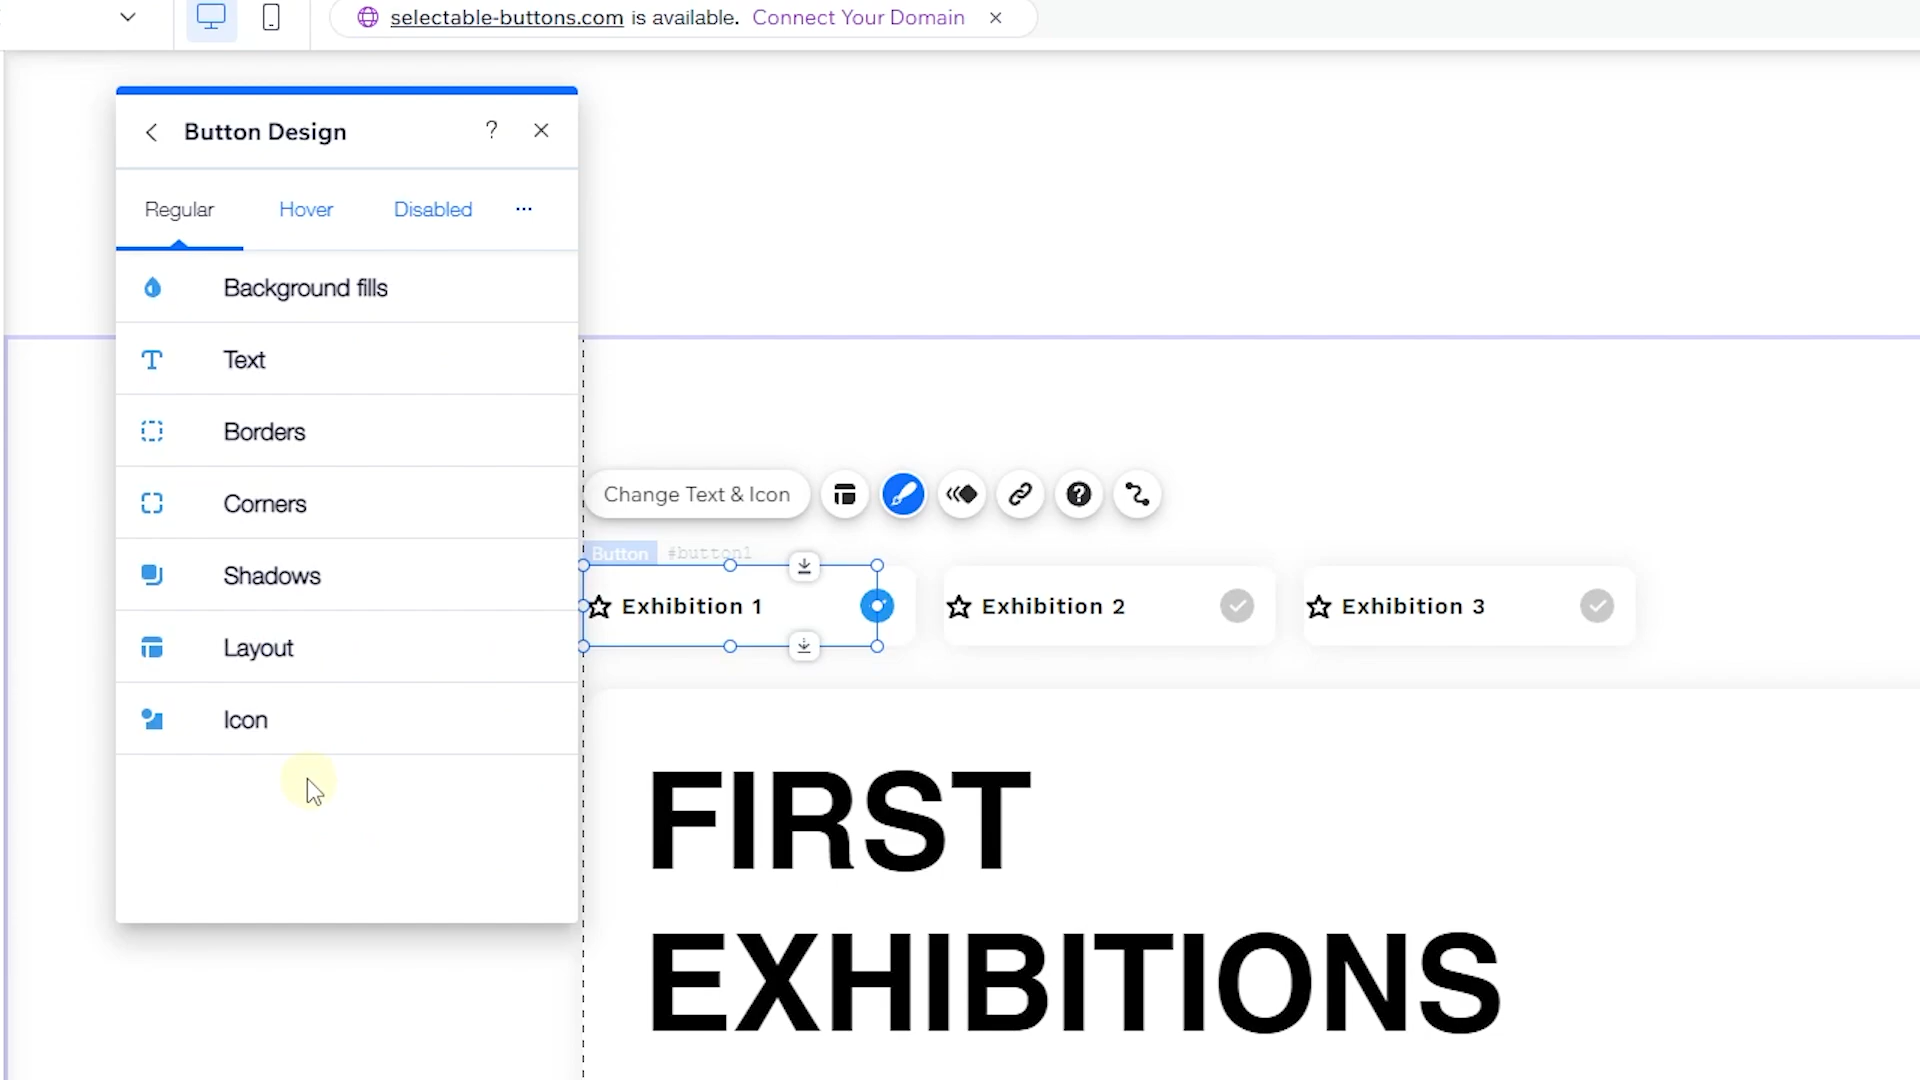 selectable-buttons.com is available. Connect Your Domain
Button Design
Regular Hover Disabled
Background fills
Text
Borders
Corners
Shadows
Layout
Icon
Change Text & Icon
Button #button1
Exhibition 1
Exhibition 2
Exhibition 3
FIRST
EXHIBITIONS